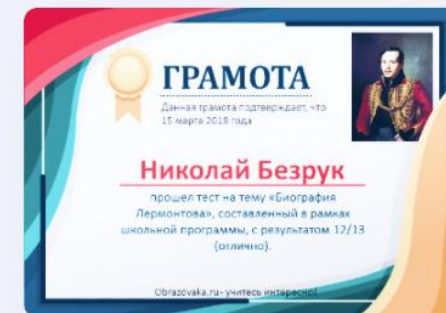 ГРАМОТА
Данная грамота подтверждает, что
15 марта 2018 года
Николай Безрук
прошел тест на тему «Биография
Лермонтова», составленный в рамках
школьной программы, с результатом 12/13
(отлично).
Obrazovaka.ru - учитесь интересно!